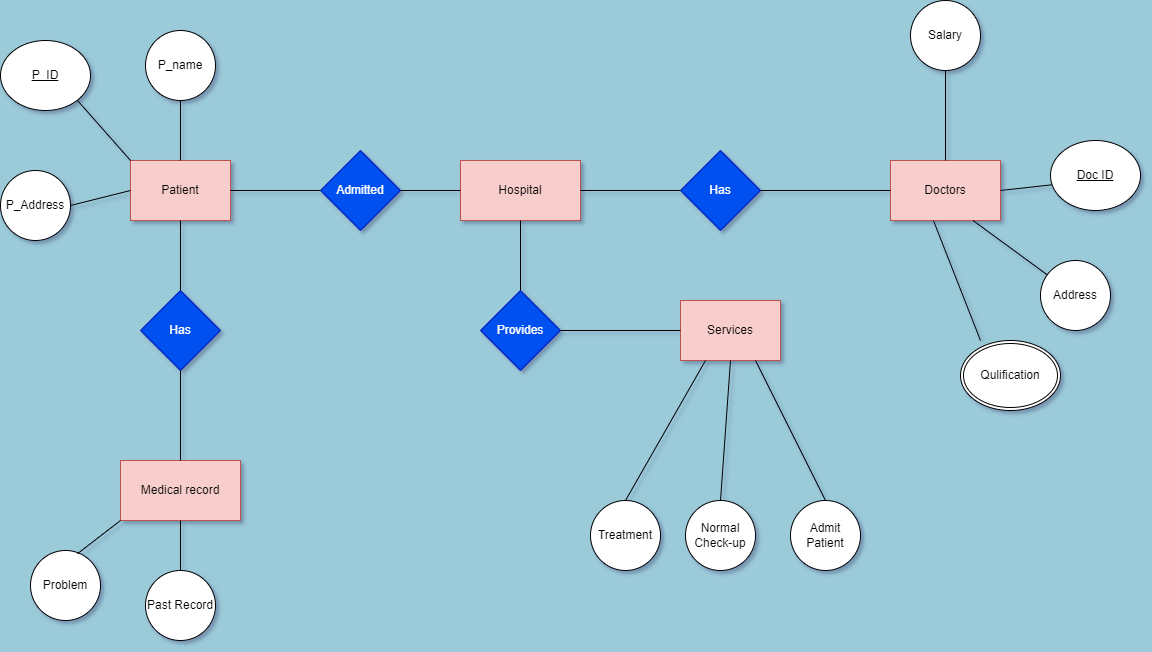 Salary
P_ID
P_name
Patient
Admitted
Hospital
Has
Doctors
Doc ID
P_Address
Address
Has
Provides
Services
Qulification
Medical record
Treatment
Normal
Check-up
Admit
Patient
Problem
Past Record